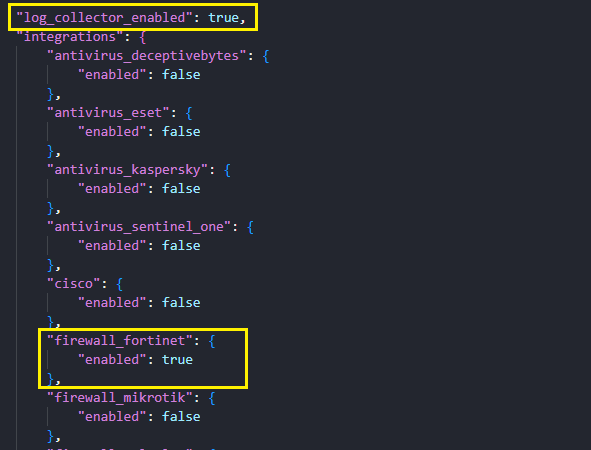 "log_collector_enabled": true,
"integrations": {
"antivirus_deceptivebytes": {
"enabled": false
},
"antivirus_eset": {
"enabled": false
},
"antivirus_kaspersky": {
"enabled": false
},
"antivirus_sentinel_one": {
"enabled": false
},
"cisco": {
"enabled": false
},
"firewall_fortinet": {
"enabled": true
},
"firewall_mikrotik": {
"enabled": false
},